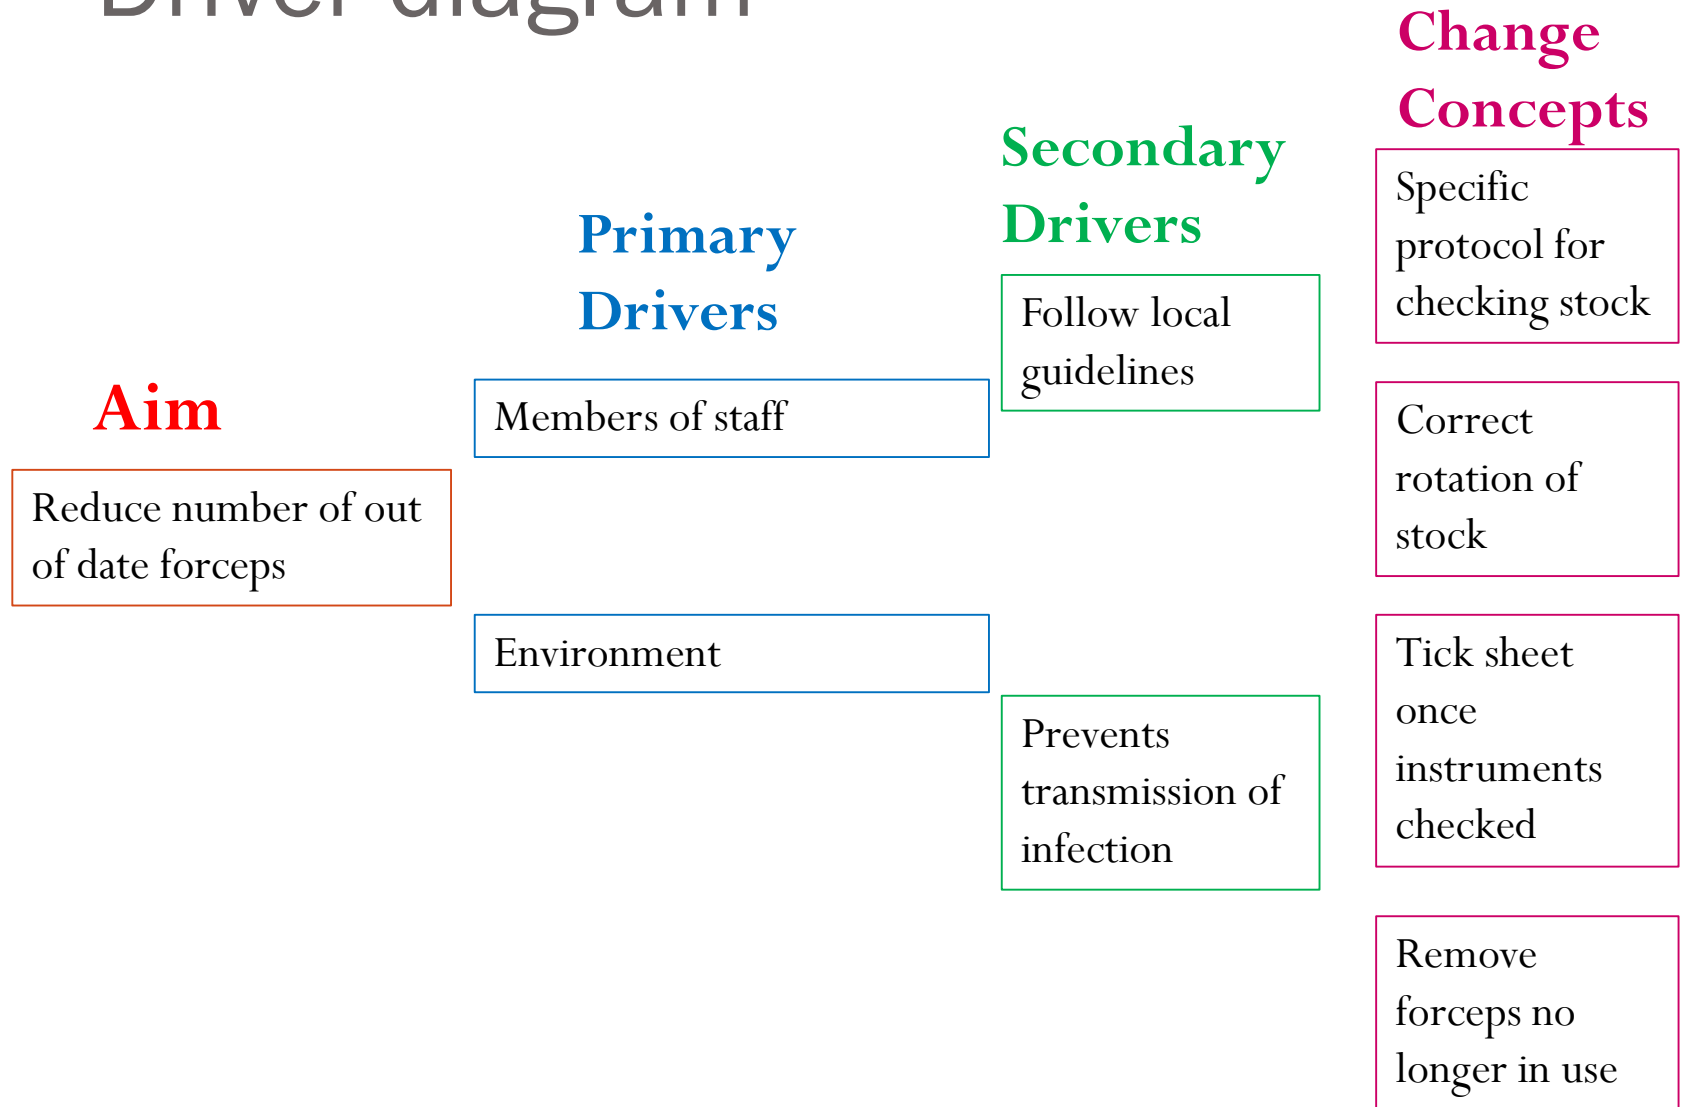 Driver diagram
Aim
Reduce number of out
of date forceps
Primary
Drivers
Members of staff
Environment
Secondary
Drivers
Follow local
guidelines
Prevents
transmission of
infection
Change
Concepts
Specific
protocol for
checking stock
Correct
rotation of
stock
Tick sheet
once
instruments
checked
Remove
forceps no
longer in use